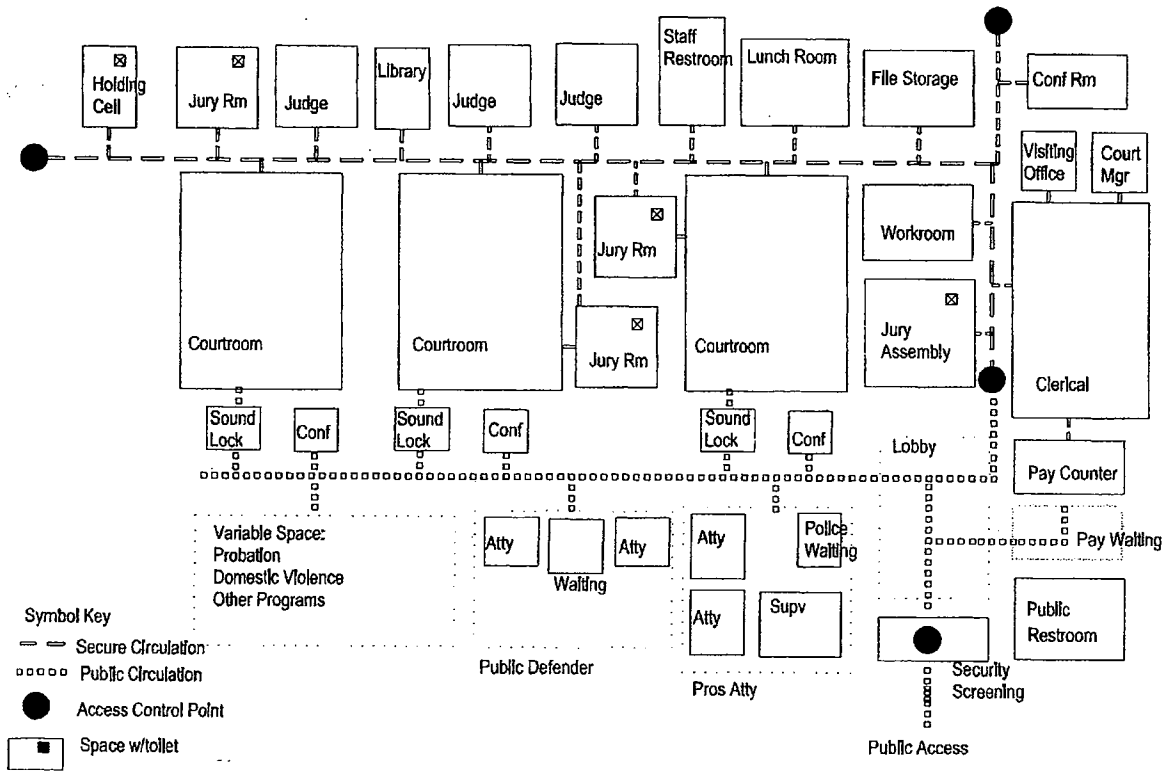 Staff
Restroom
Lunch Room
File Storage
Conf Rm
Holding
Cell
Jury Rm
Judge
Library
Judge
Judge
Visiting
Office
Court
Mgr
Jury Rm
Workroom
Courtroom
Courtroom
Jury Rm
Courtroom
Jury
Assembly
Clerical
Sound
Lock
Conf
Sound
Lock
Conf
Sound
Lock
Conf
Lobby
Pay Counter
Variable Space:
Probation
Domestic Violence
Other Programs
Atty
Waiting
Atty
Atty
Police
Waiting
Pay Waiting
Atty
Supv
Public
Restroom
Public Defender
Pros Atty
Security
Screening
Public Access
Symbol Key
Secure Circulation
Public Circulation
Access Control Point
Space w/toilet